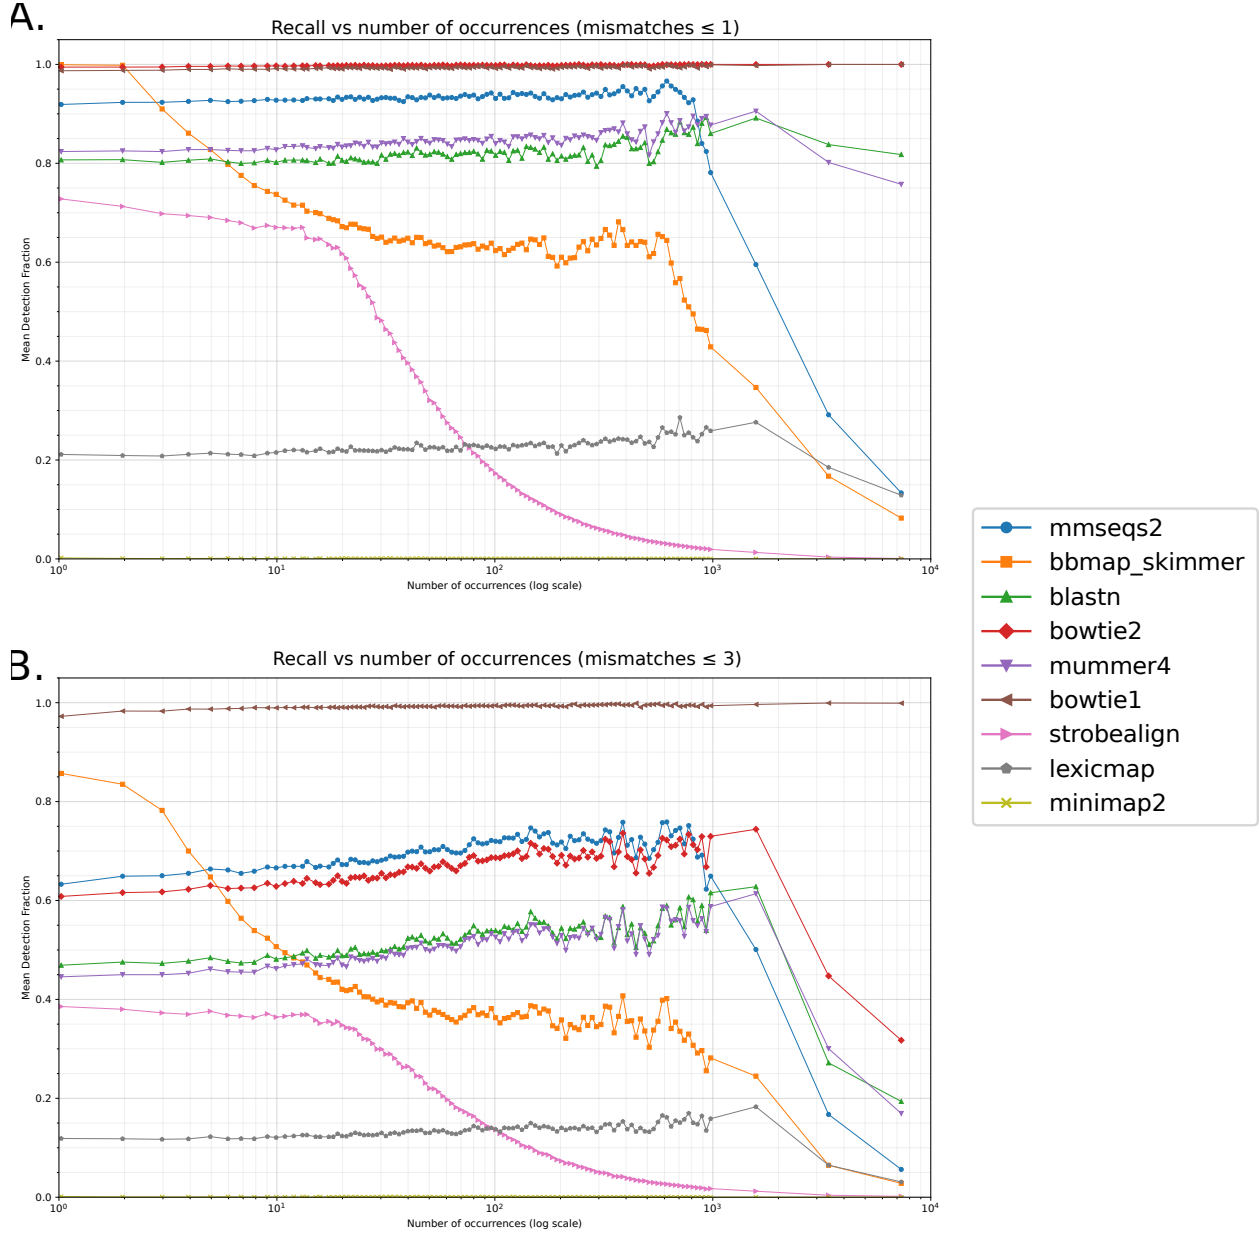 A.
Recall vs number of occurrences (mismatches ≤ 1)
1.0
0.8
0.6
0.4
0.2
0.0
Mean Detection Fraction
10⁰
10¹
10²
10³
10⁴
Number of occurrences (log scale)
B.
Recall vs number of occurrences (mismatches ≤ 3)
1.0
0.8
0.6
0.4
0.2
0.0
Mean Detection Fraction
10⁰
10¹
10²
10³
10⁴
Number of occurrences (log scale)
mmseqs2
bbmap_skimmer
blastn
bowtie2
mummer4
bowtie1
strobealign
lexicmap
minimap2